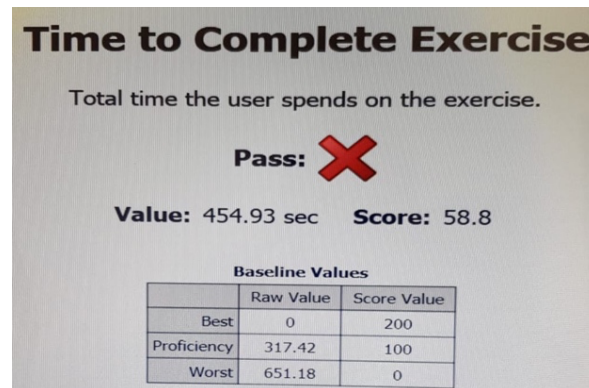 Time to Complete Exercise
Total time the user spends on the exercise.
Pass:
Value: 454.93 sec Score: 58.8
Baseline Values
Raw Value Score Value
Best 0 200
Proficiency 317.42 100
Worst 651.18 0